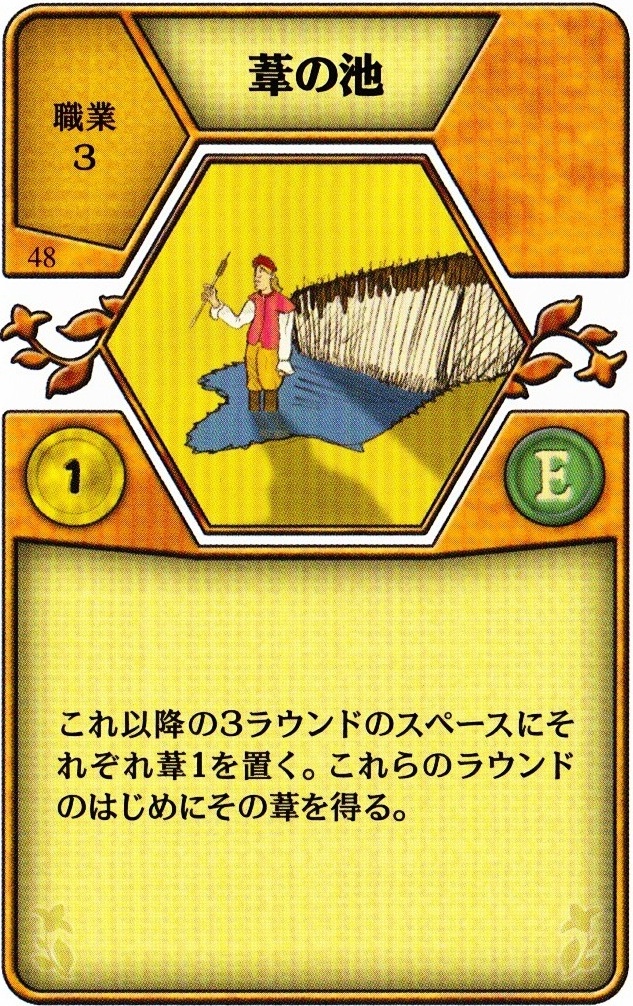 葦の池
職業
3
48
1
E
これ以降の3ラウンドのスペースにそ
れぞれ葦1を置く。これらのラウンド
のはじめにその葦を得る。